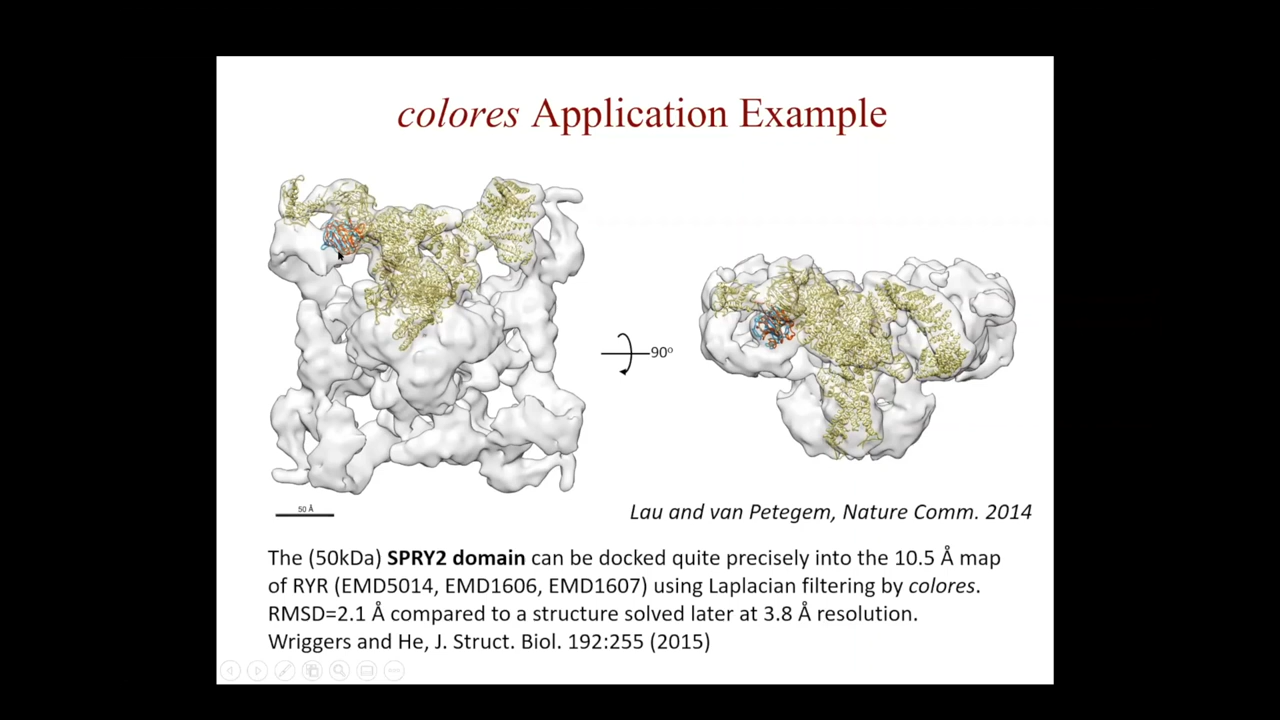 colores Application Example
90º
50 Å
Lau and van Petegem, Nature Comm. 2014
The (50kDa) SPRY2 domain can be docked quite precisely into the 10.5 Å map
of RYR (EMD5014, EMD1606, EMD1607) using Laplacian filtering by colores.
RMSD=2.1 Å compared to a structure solved later at 3.8 Å resolution.
Wriggers and He, J. Struct. Biol. 192:255 (2015)